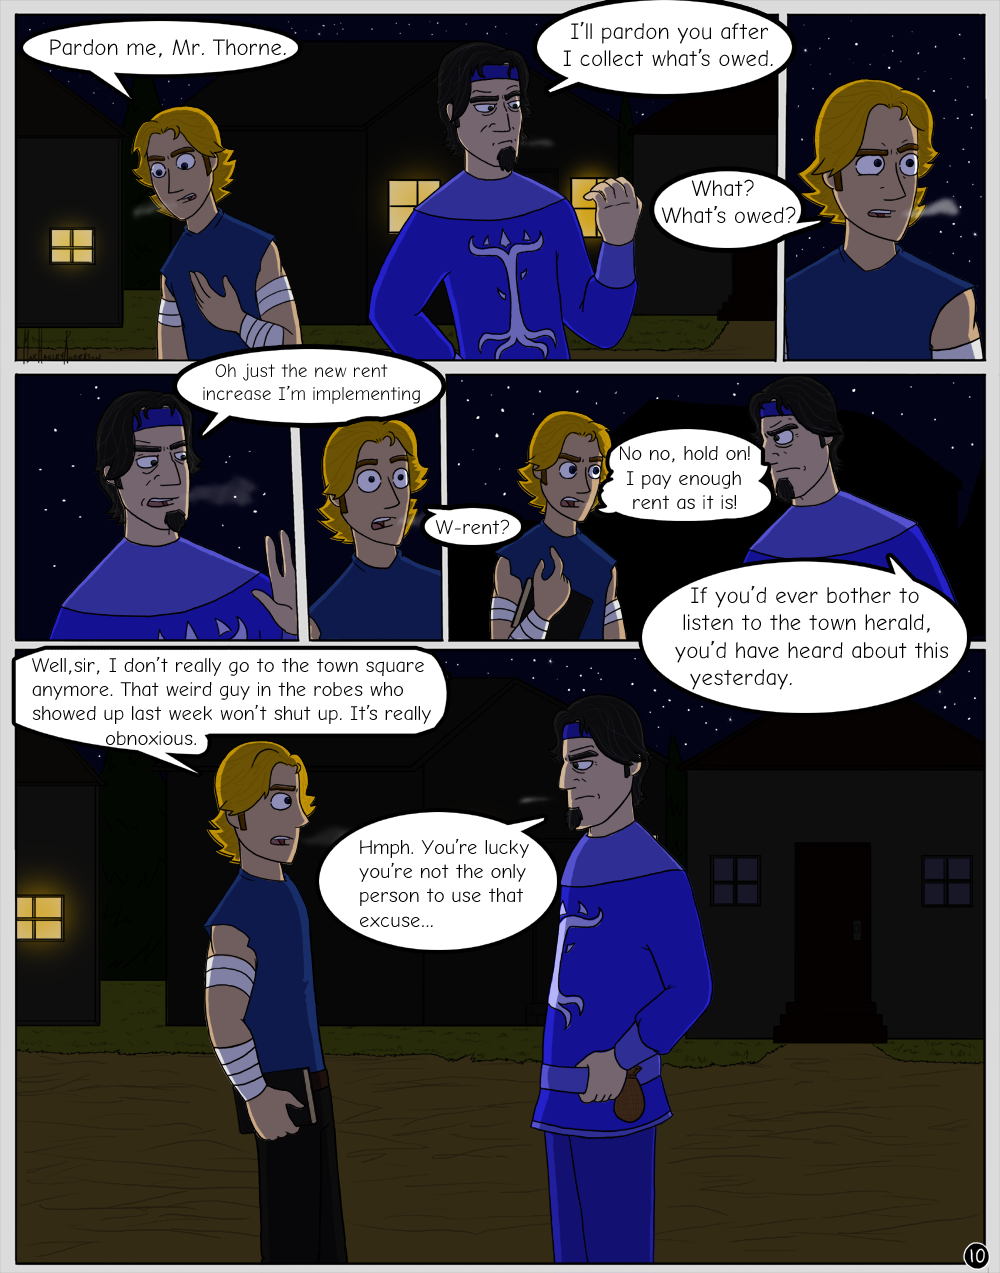 Pardon me, Mr. Thorne.
I'll pardon you after
I collect what's owed.
What?
What's owed?
Oh just the new rent
increase I'm implementing
W-rent?
No no, hold on!
I pay enough
rent as it is!
If you'd ever bother to
listen to the town herald,
you'd have heard about this
yesterday.
Well,sir, I don't really go to the town square
anymore. That weird guy in the robes who
showed up last week won't shut up. It's really
obnoxious.
Hmph. You're lucky
you're not the only
person to use that
excuse...
10